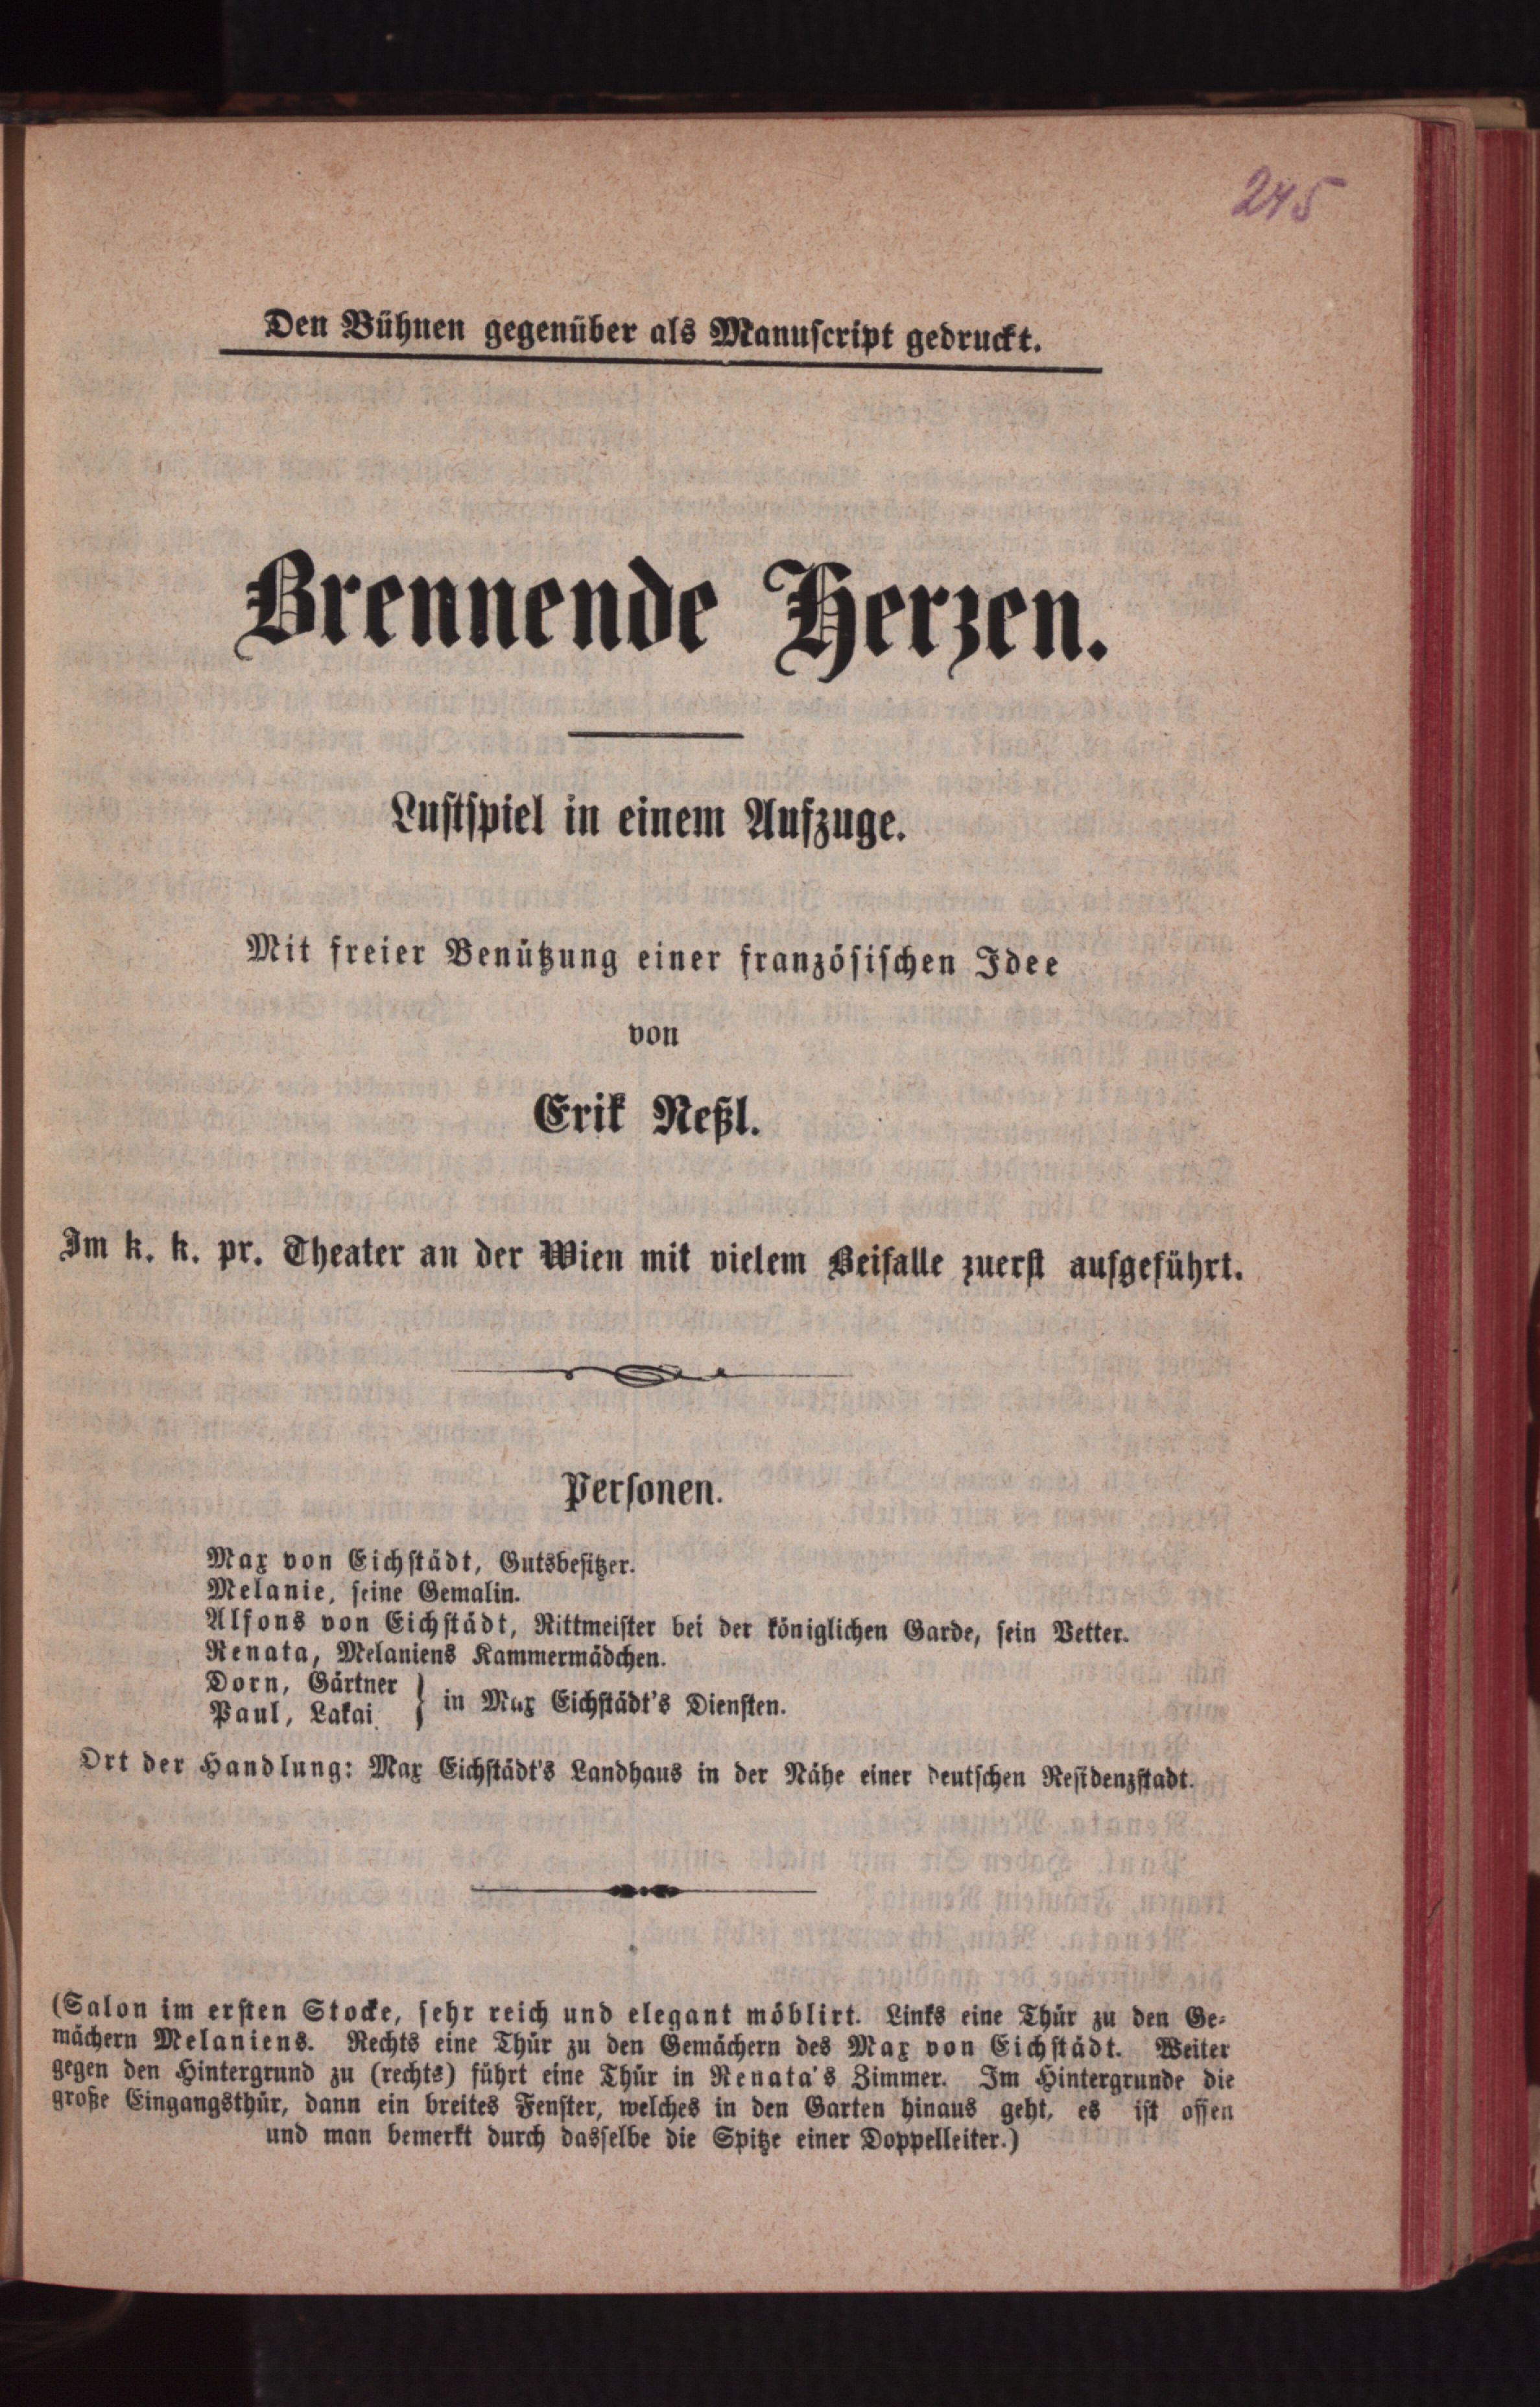 245
Den Bühnen gegenüber als Manuscript gedruckt.
Brennende Herzen.
Lustspiel in einem Aufzuge.
Mit freier Benützung einer französischen Idee
von
Erik Neßl.
Im k. k. pr. Theater an der Wien mit vielem Beifalle zuerst aufgeführt.
Personen.
Max von Eichstädt, Gutsbesitzer.
Melanie, seine Gemalin.
Alfons von Eichstädt, Rittmeister bei der königlichen Garde, sein Vetter.
Renata, Melaniens Kammermädchen.
Dorn, Gärtner
Paul, Lakai } in Max Eichstädt's Diensten.
Ort der Handlung: Max Eichstädt's Landhaus in der Nähe einer deutschen Residenzstadt.
(Salon im ersten Stocke, sehr reich und elegant möblirt. Links eine Thür zu den Ge-
mächern Melaniens. Rechts eine Thür zu den Gemächern des Max von Eichstädt. Weiter
gegen den Hintergrund zu (rechts) führt eine Thür in Renata's Zimmer. Im Hintergrunde die
große Eingangsthür, dann ein breites Fenster, welches in den Garten hinaus geht, es ist offen
und man bemerkt durch dasselbe die Spitze einer Doppelleiter.)